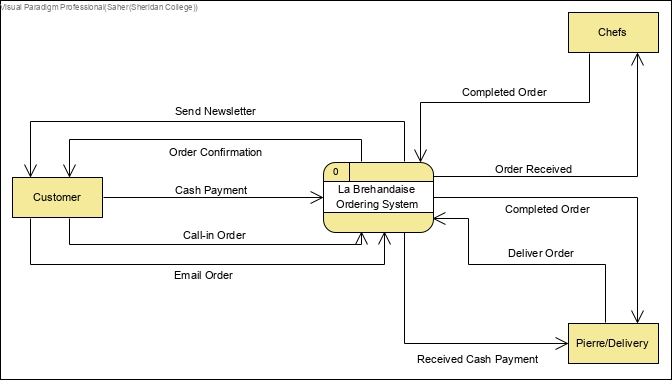 Visual Paradigm Professional(Saher(Sheridan College))
Chefs
Completed Order
Send Newsletter
Order Confirmation
0
Order Received
Customer
Cash Payment
La Brehandaise
Ordering System
Completed Order
Call-in Order
Deliver Order
Email Order
Pierre/Delivery
Received Cash Payment